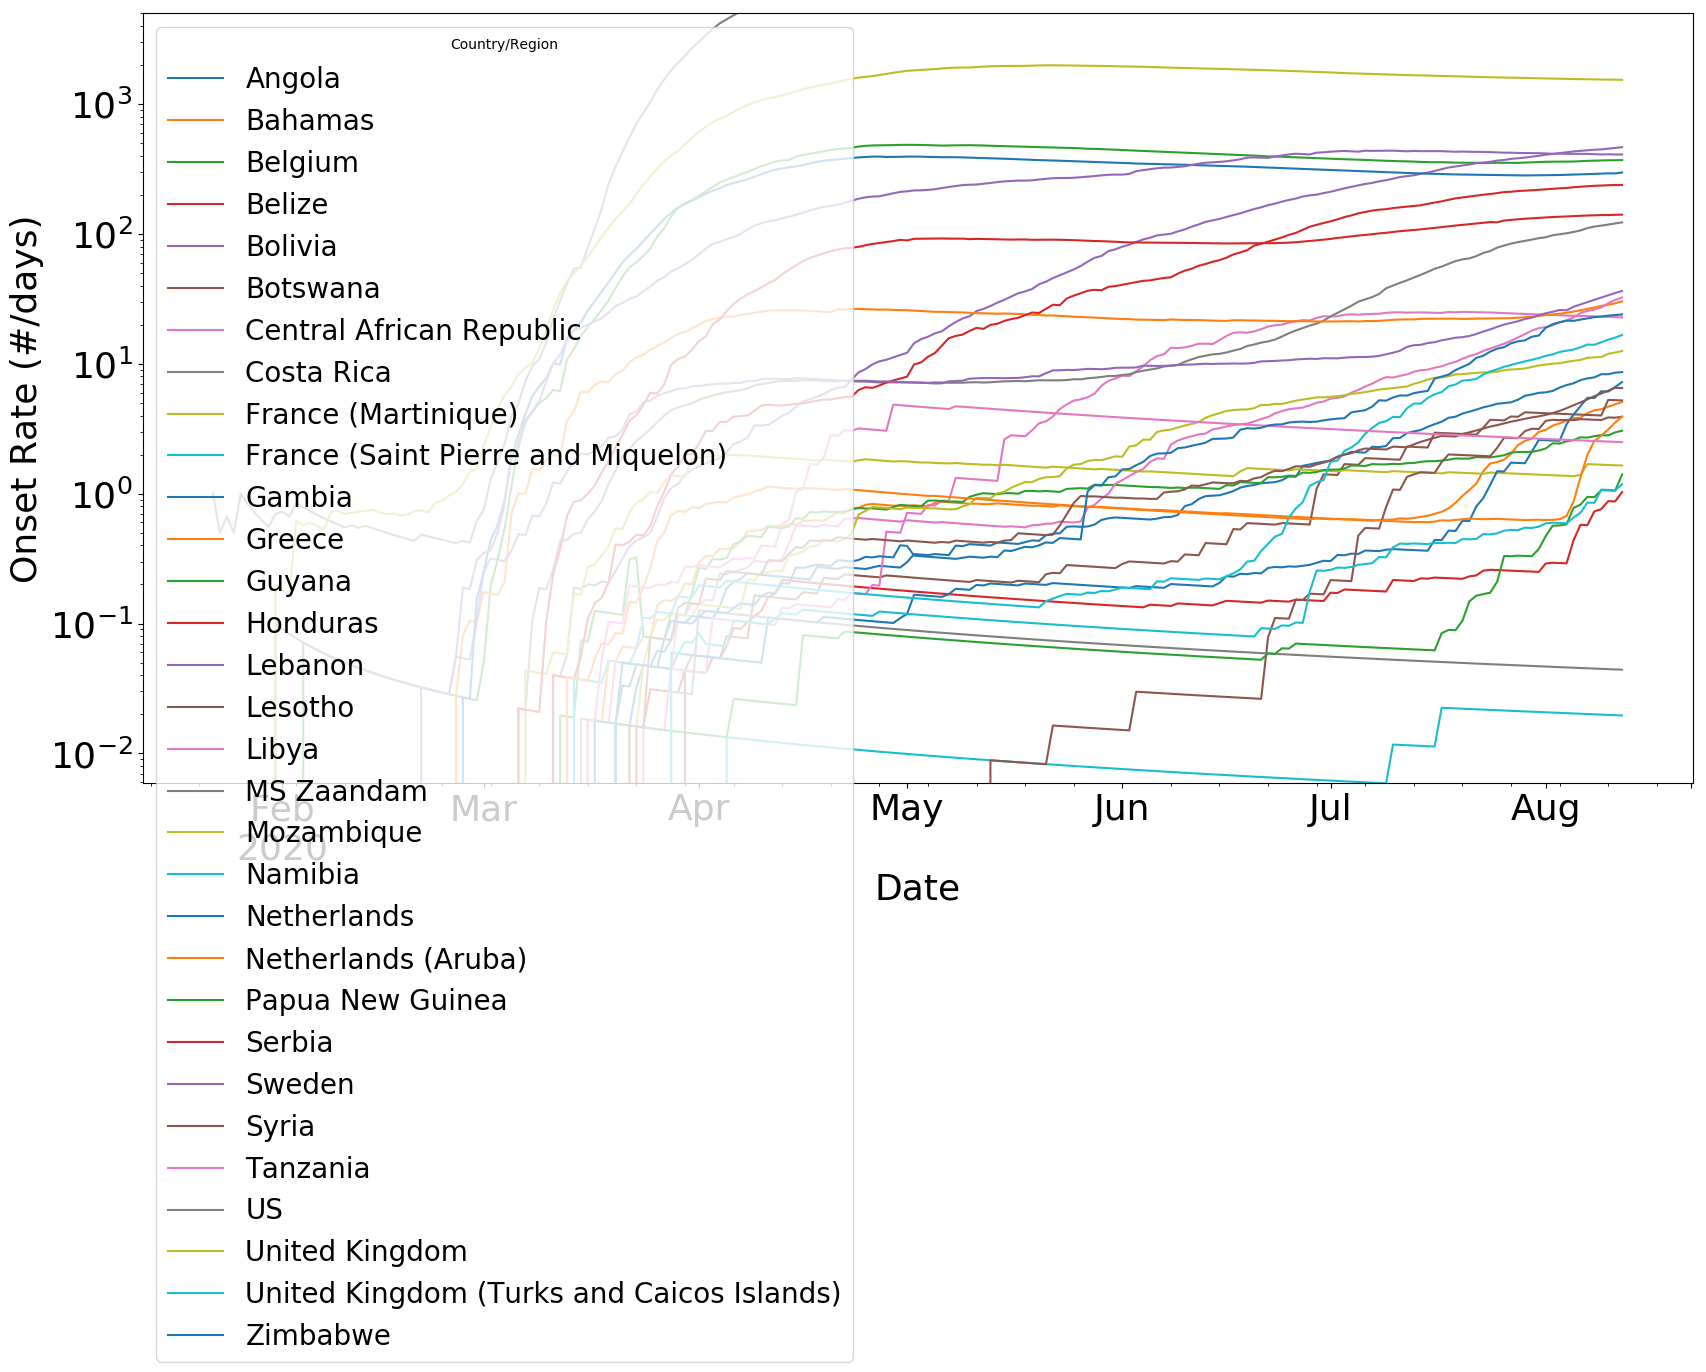 Country/Region
Angola
Bahamas
Belgium
Belize
Bolivia
Botswana
Central African Republic
Costa Rica
France (Martinique)
France (Saint Pierre and Miquelon)
Gambia
Greece
Guyana
Honduras
Lebanon
Lesotho
Libya
MS Zaandam
Mozambique
Namibia
Netherlands
Netherlands (Aruba)
Papua New Guinea
Serbia
Sweden
Syria
Tanzania
US
United Kingdom
United Kingdom (Turks and Caicos Islands)
Zimbabwe
Onset Rate (#/days)
10³
10²
10¹
10⁰
10⁻¹
10⁻²
Feb Mar Apr May Jun Jul Aug
2020
Date